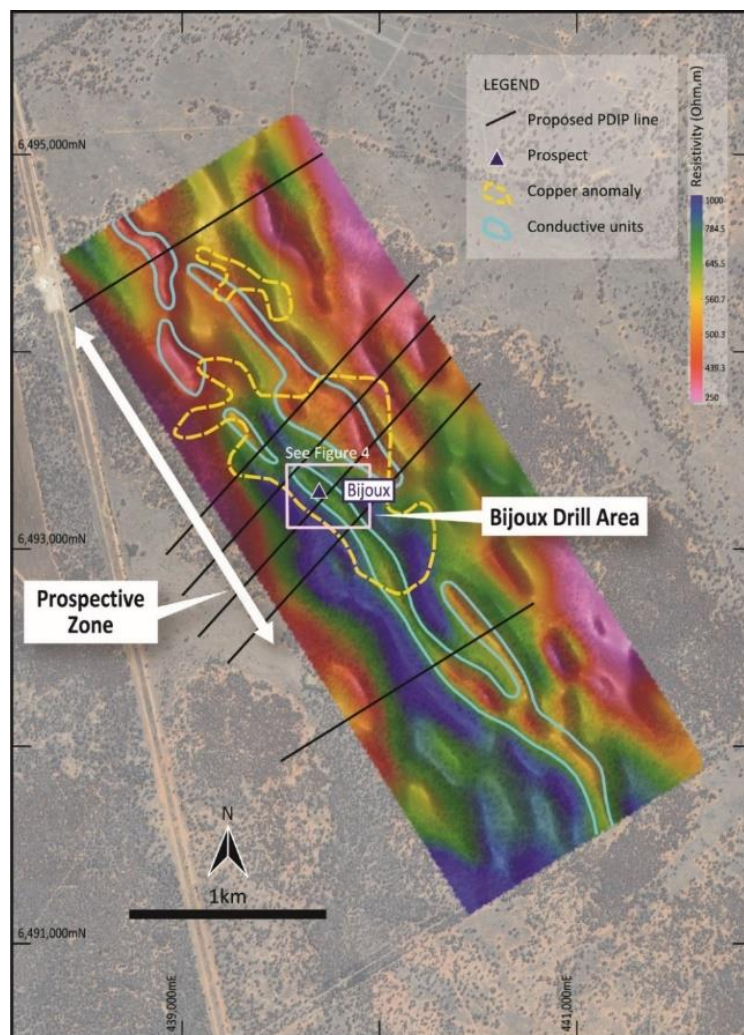 LEGEND
Proposed PDIP line
Prospect
Copper anomaly
Conductive units
Resistivity (Ohm.m)
1000
784.5
645.5
560.7
500.3
439.3
250
6,495,000mN
See Figure 4
Bijoux
Bijoux Drill Area
6,493,000mN
Prospective
Zone
N
1km
6,491,000mN
439,000mE
441,000mE